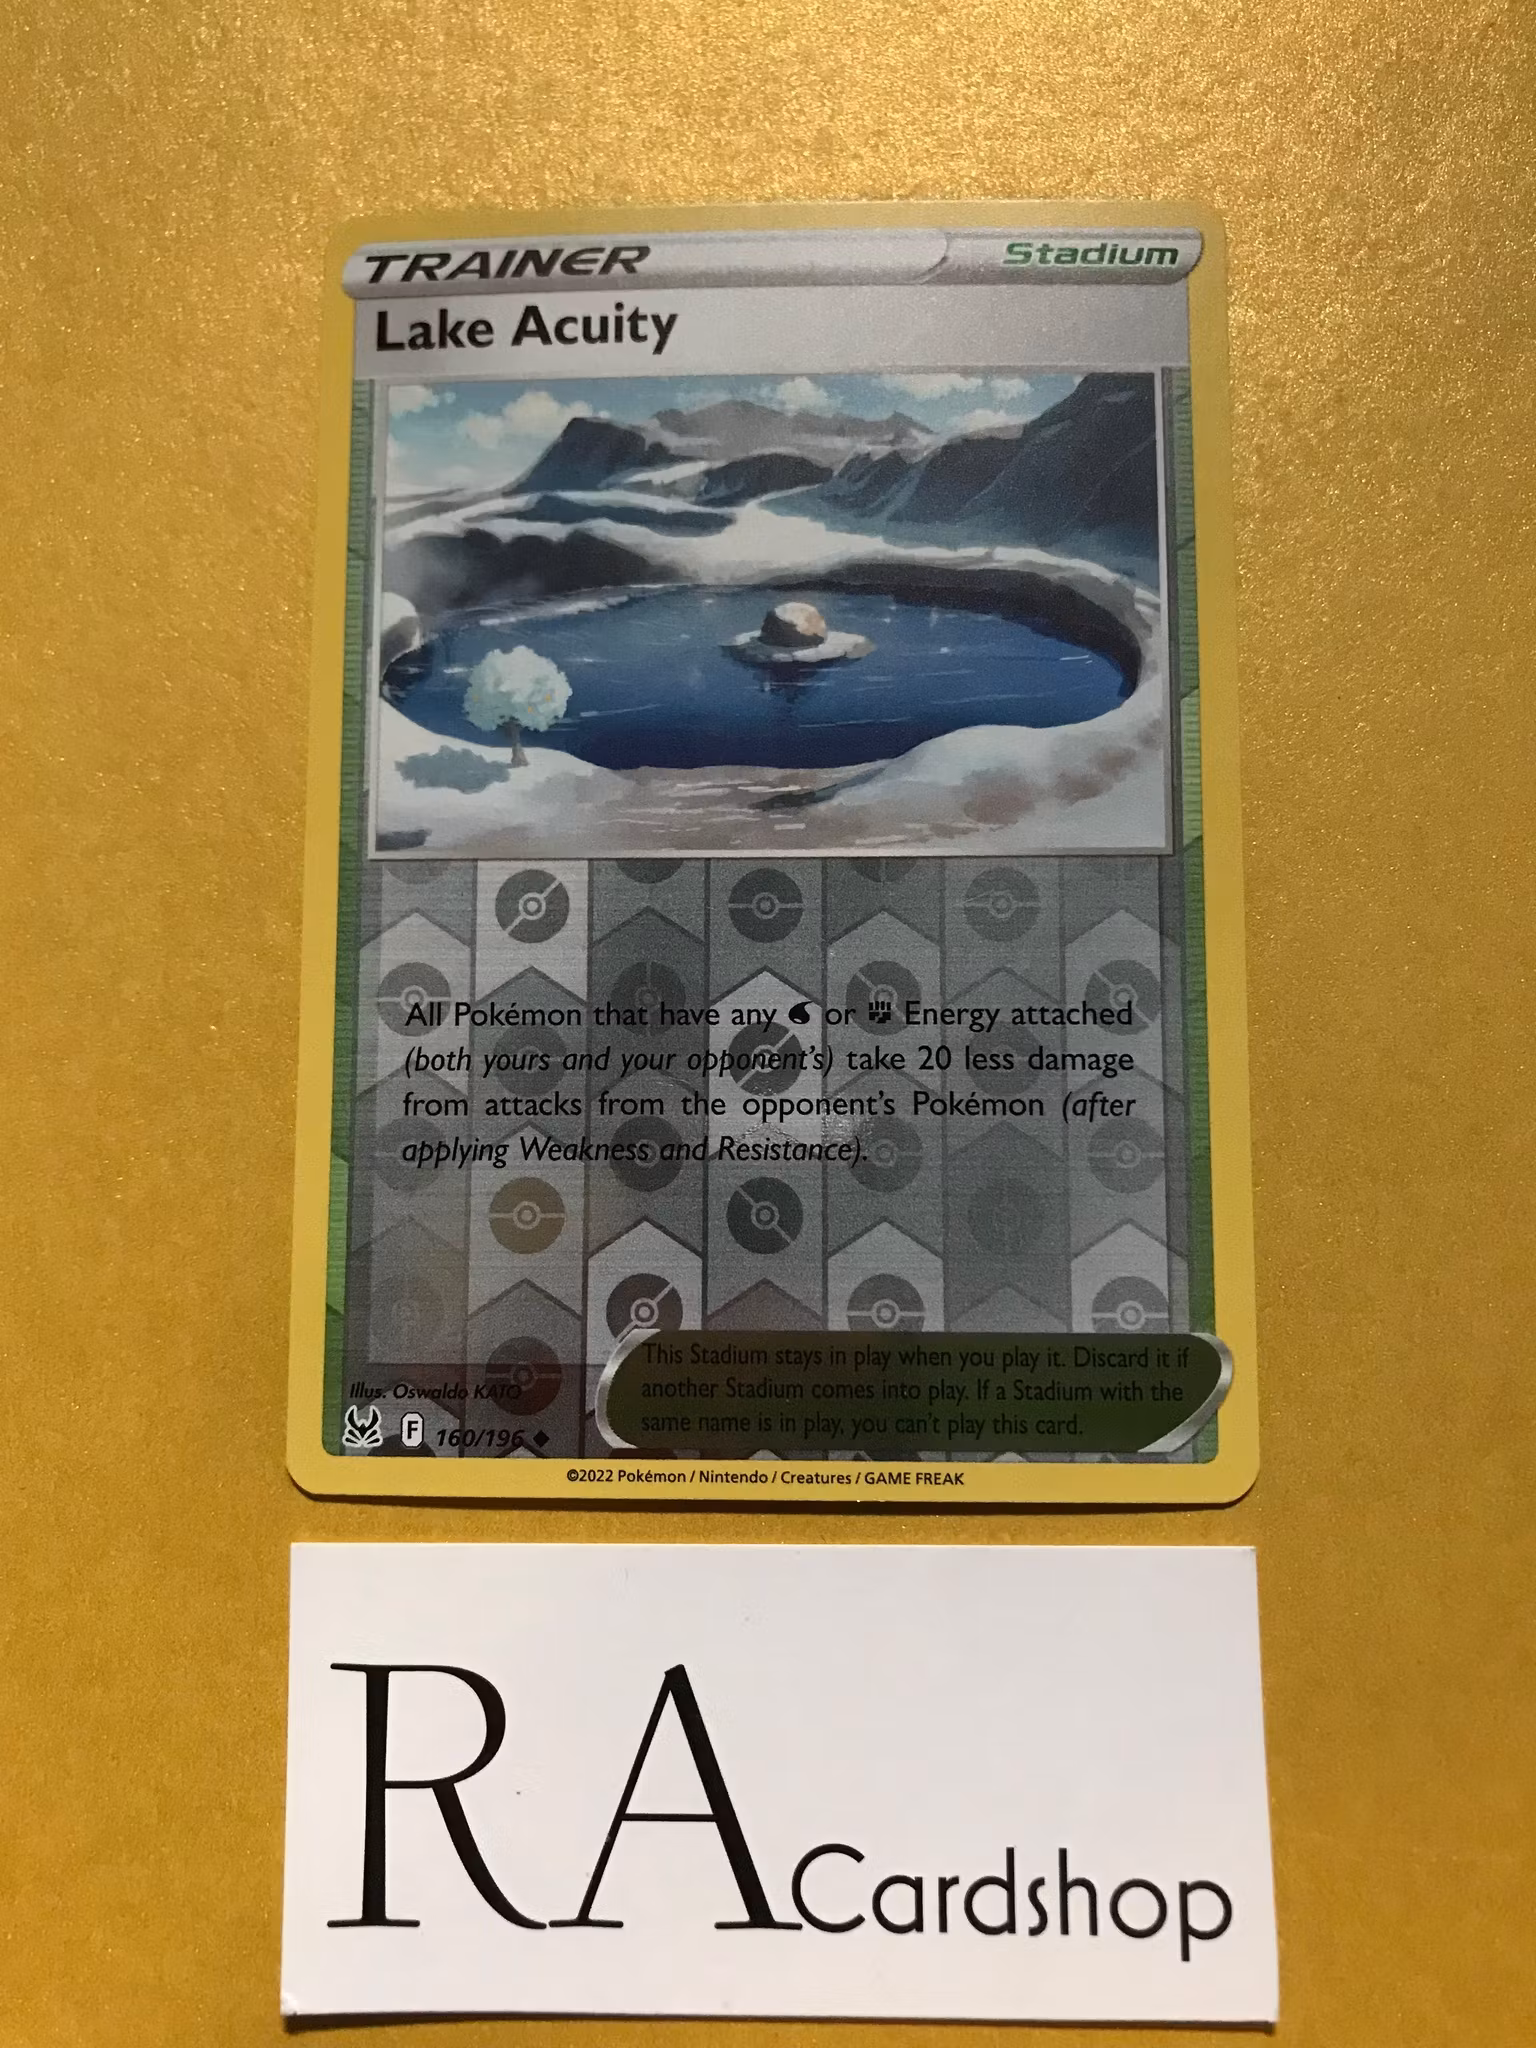 TRAINER
Stadium
Lake Acuity
All Pokémon that have any or Energy attached
(both yours and your opponent's) take 20 less damage
from attacks from the opponent's Pokémon (after
applying Weakness and Resistance).
This Stadium stays in play when you play it. Discard it if
another Stadium comes into play. If a Stadium with the
same name is in play, you can't play this card.
Illus. Oswaldo KATO
F 160/196
©2022 Pokémon / Nintendo / Creatures / GAME FREAK
RA Cardshop